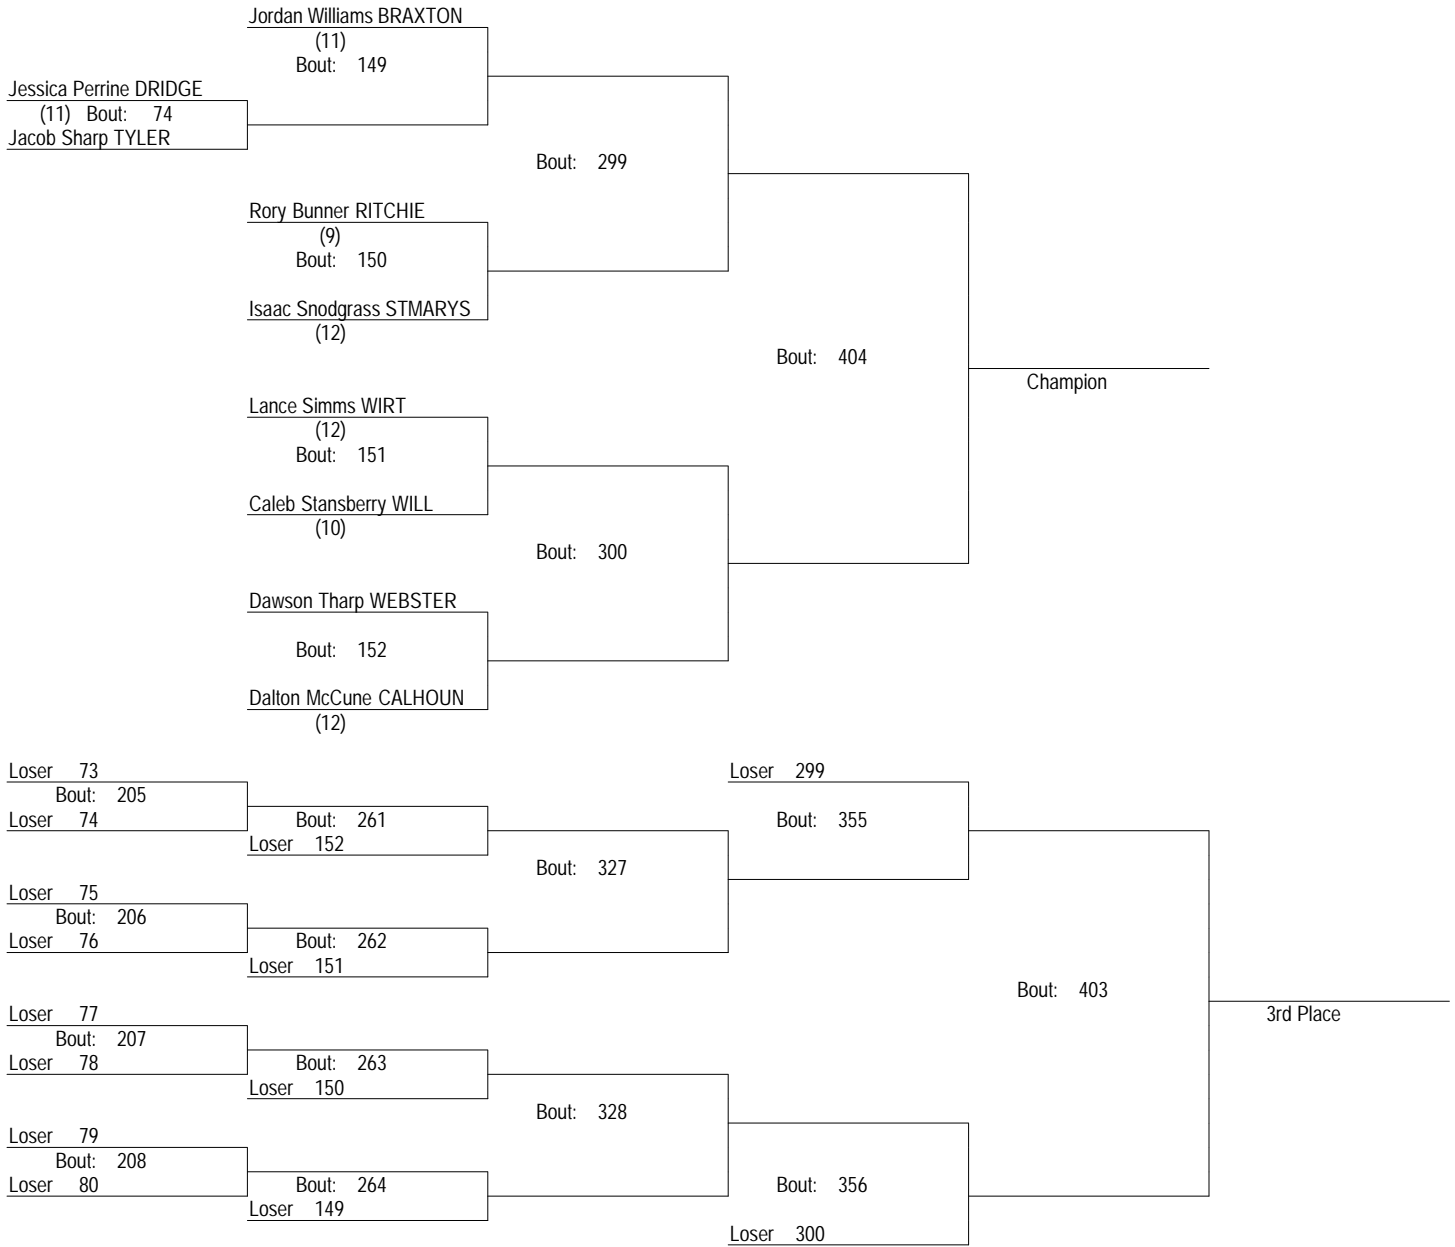 Jordan Williams BRAXTON
(11)
Bout: 149
Jessica Perrine DRIDGE
(11) Bout: 74
Jacob Sharp TYLER
Bout: 299
Rory Bunner RITCHIE
(9)
Bout: 150
Isaac Snodgrass STMARYS
(12)
Bout: 404
Champion
Lance Simms WIRT
(12)
Bout: 151
Caleb Stansberry WILL
(10)
Bout: 300
Dawson Tharp WEBSTER
Bout: 152
Dalton McCune CALHOUN
(12)
Loser 73
Bout: 205
Loser 74
Bout: 261
Loser 152
Loser 299
Bout: 355
Bout: 327
Loser 75
Bout: 206
Loser 76
Bout: 262
Loser 151
Bout: 403
3rd Place
Loser 77
Bout: 207
Loser 78
Bout: 263
Loser 150
Bout: 328
Loser 79
Bout: 208
Loser 80
Bout: 264
Loser 149
Bout: 356
Loser 300